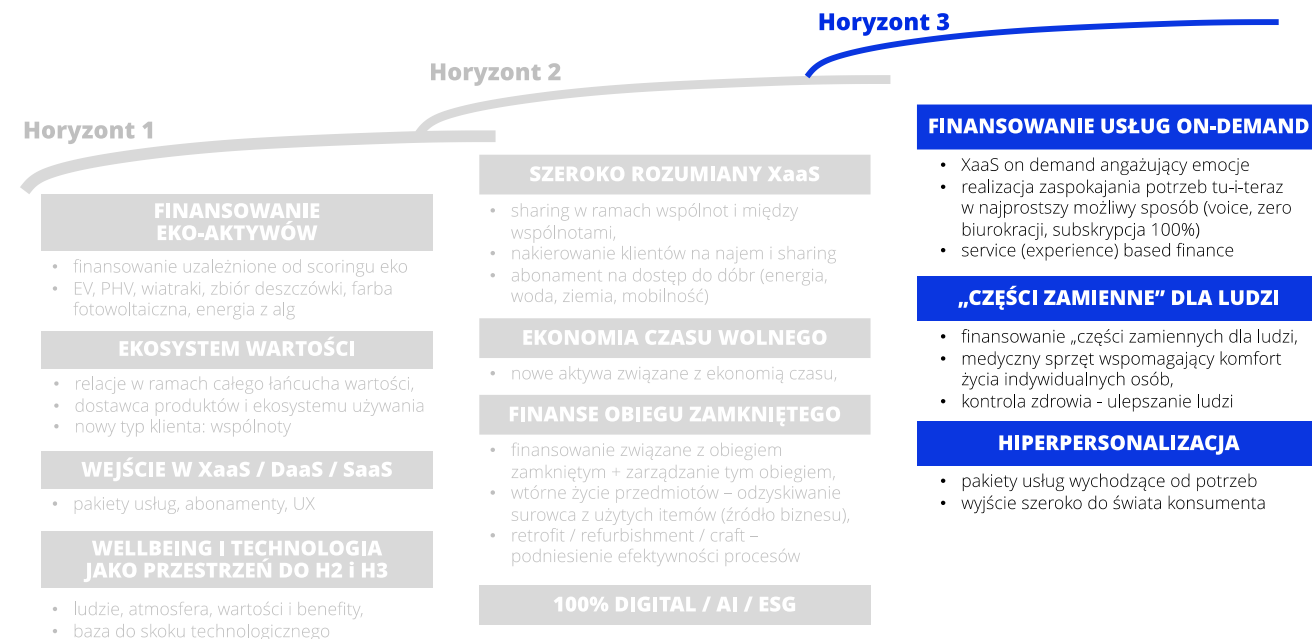 Horyzont 1
FINANSOWANIE
EKO-AKTYWÓW
• finansowanie uzależnione od scoringu eko
• EV, PHV, wiatraki, zbiór deszczówki, farba
fotowoltaiczna, energia z alg
EKOSYSTEM WARTOŚCI
• relacje w ramach całego łańcucha wartości,
• dostawca produktów i ekosystemu używania
• nowy typ klienta: wspólnoty
WEJŚCIE W XaaS / DaaS / SaaS
• pakiety usług, abonamenty, UX
WELLBEING I TECHNOLOGIA
JAKO PRZESTRZEŃ DO H2 i H3
• ludzie, atmosfera, wartości i benefity,
• baza do skoku technologicznego
Horyzont 2
SZEROKO ROZUMIANY XaaS
• sharing w ramach wspólnot i między
wspólnotami,
• nakierowanie klientów na najem i sharing
• abonament na dostęp do dóbr (energia,
woda, ziemia, mobilność)
EKONOMIA CZASU WOLNEGO
• nowe aktywa związane z ekonomią czasu,
FINANSE OBIEGU ZAMKNIĘTEGO
• finansowanie związane z obiegiem
zamkniętym + zarządzanie tym obiegiem,
• wtórne życie przedmiotów – odzyskiwanie
surowca z użytych itemów (źródło biznesu),
• retrofit / refurbishment / craft –
podniesienie efektywności procesów
100% DIGITAL / AI / ESG
Horyzont 3
FINANSOWANIE USŁUG ON-DEMAND
• XaaS on demand angażujący emocje
• realizacja zaspokajania potrzeb tu-i-teraz
w najprostszy możliwy sposób (voice, zero
biurokracji, subskrypcja 100%)
• service (experience) based finance
„CZĘŚCI ZAMIENNE” DLA LUDZI
• finansowanie „części zamiennych dla ludzi,
• medyczny sprzęt wspomagający komfort
życia indywidualnych osób,
• kontrola zdrowia - ulepszanie ludzi
HIPERPERSONALIZACJA
• pakiety usług wychodzące od potrzeb
• wyjście szeroko do świata konsumenta